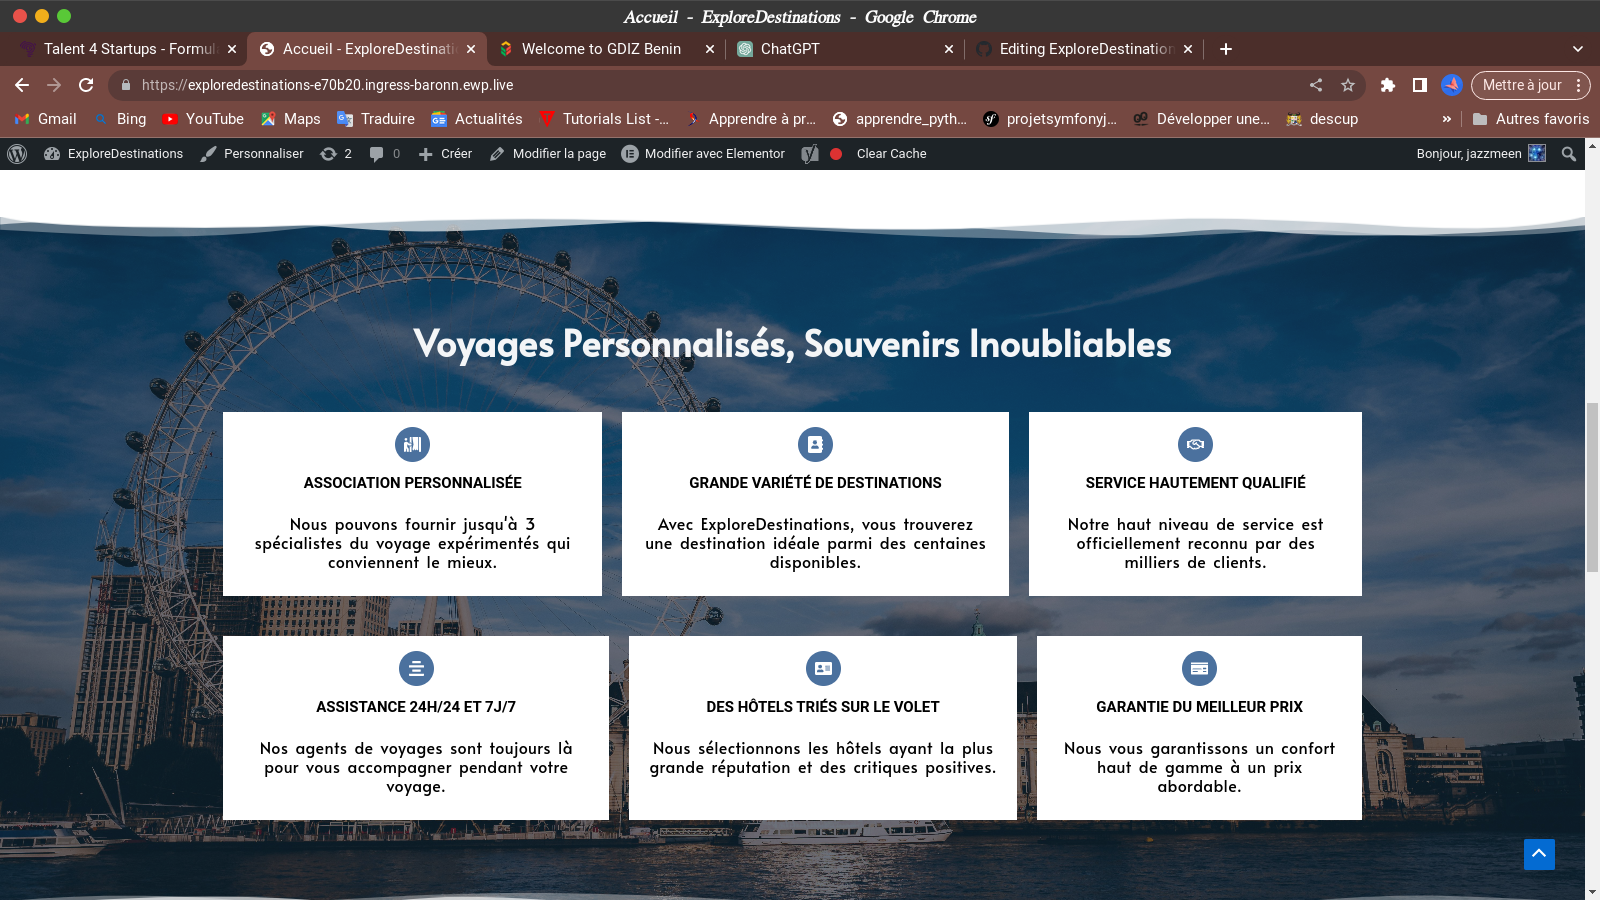 Accueil - ExploreDestinations - Google Chrome
Talent 4 Startups - Formul
Accueil - ExploreDestinati
Welcome to GDIZ Benin
ChatGPT
Editing ExploreDestination
https://exploredestinations-e70b20.ingress-baronn.ewp.live
Mettre à jour
Gmail
Bing
YouTube
Maps
Traduire
Actualités
Tutorials List -...
Apprendre à pr...
apprendre_pyth...
projetsymfonyj...
Développer une...
descup
»
Autres favoris
ExploreDestinations
Personnaliser
2
0
Créer
Modifier la page
Modifier avec Elementor
Clear Cache
Bonjour, jazzmeen
Voyages Personnalisés, Souvenirs Inoubliables
ASSOCIATION PERSONNALISÉE
Nous pouvons fournir jusqu'à 3
spécialistes du voyage expérimentés qui
conviennent le mieux.
GRANDE VARIÉTÉ DE DESTINATIONS
Avec ExploreDestinations, vous trouverez
une destination idéale parmi des centaines
disponibles.
SERVICE HAUTEMENT QUALIFIÉ
Notre haut niveau de service est
officiellement reconnu par des
milliers de clients.
ASSISTANCE 24H/24 ET 7J/7
Nos agents de voyages sont toujours là
pour vous accompagner pendant votre
voyage.
DES HÔTELS TRIÉS SUR LE VOLET
Nous sélectionnons les hôtels ayant la plus
grande réputation et des critiques positives.
GARANTIE DU MEILLEUR PRIX
Nous vous garantissons un confort
haut de gamme à un prix
abordable.